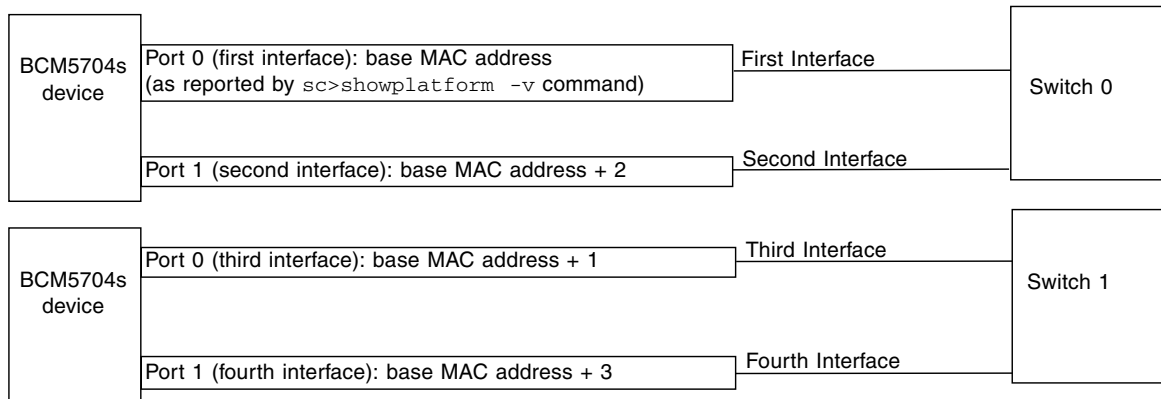 BCM5704s
device
Port 0 (first interface): base MAC address
(as reported by sc>showplatform -v command)
First Interface
Switch 0
Port 1 (second interface): base MAC address + 2
Second Interface
BCM5704s
device
Port 0 (third interface): base MAC address + 1
Third Interface
Switch 1
Port 1 (fourth interface): base MAC address + 3
Fourth Interface